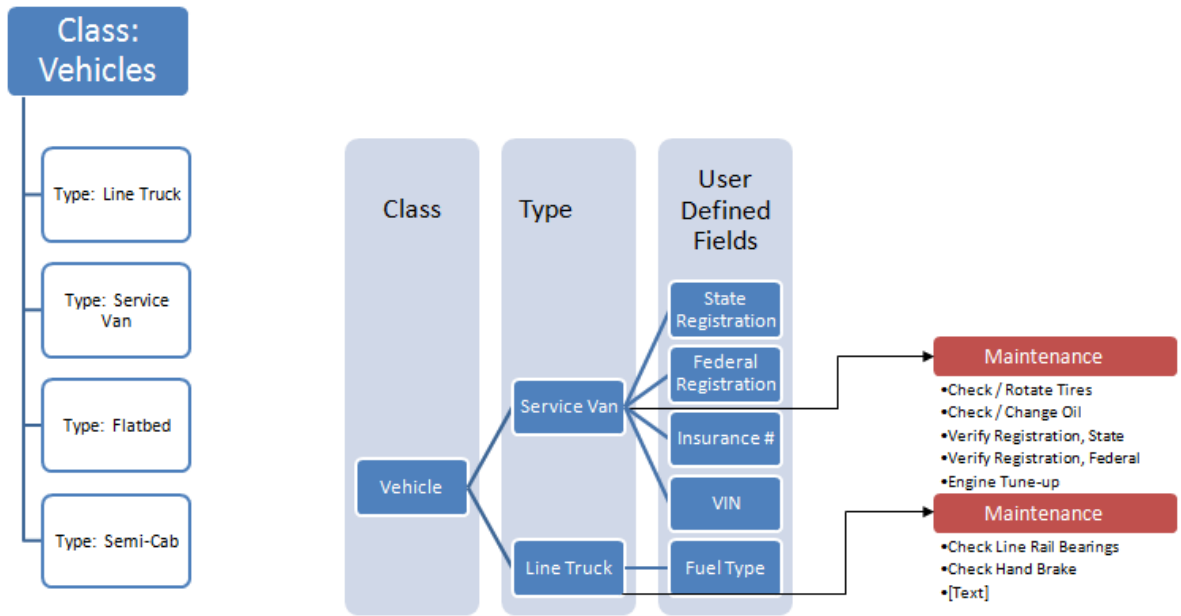 Class:
Vehicles
Type: Line Truck
Type: Service
Van
Type: Flatbed
Type: Semi-Cab
Class
Type
User
Defined
Fields
State
Registration
Federal
Registration
Service Van
Insurance #
Vehicle
VIN
Line Truck
Fuel Type
Maintenance
•Check / Rotate Tires
•Check / Change Oil
•Verify Registration, State
•Verify Registration, Federal
•Engine Tune-up
Maintenance
•Check Line Rail Bearings
•Check Hand Brake
•[Text]